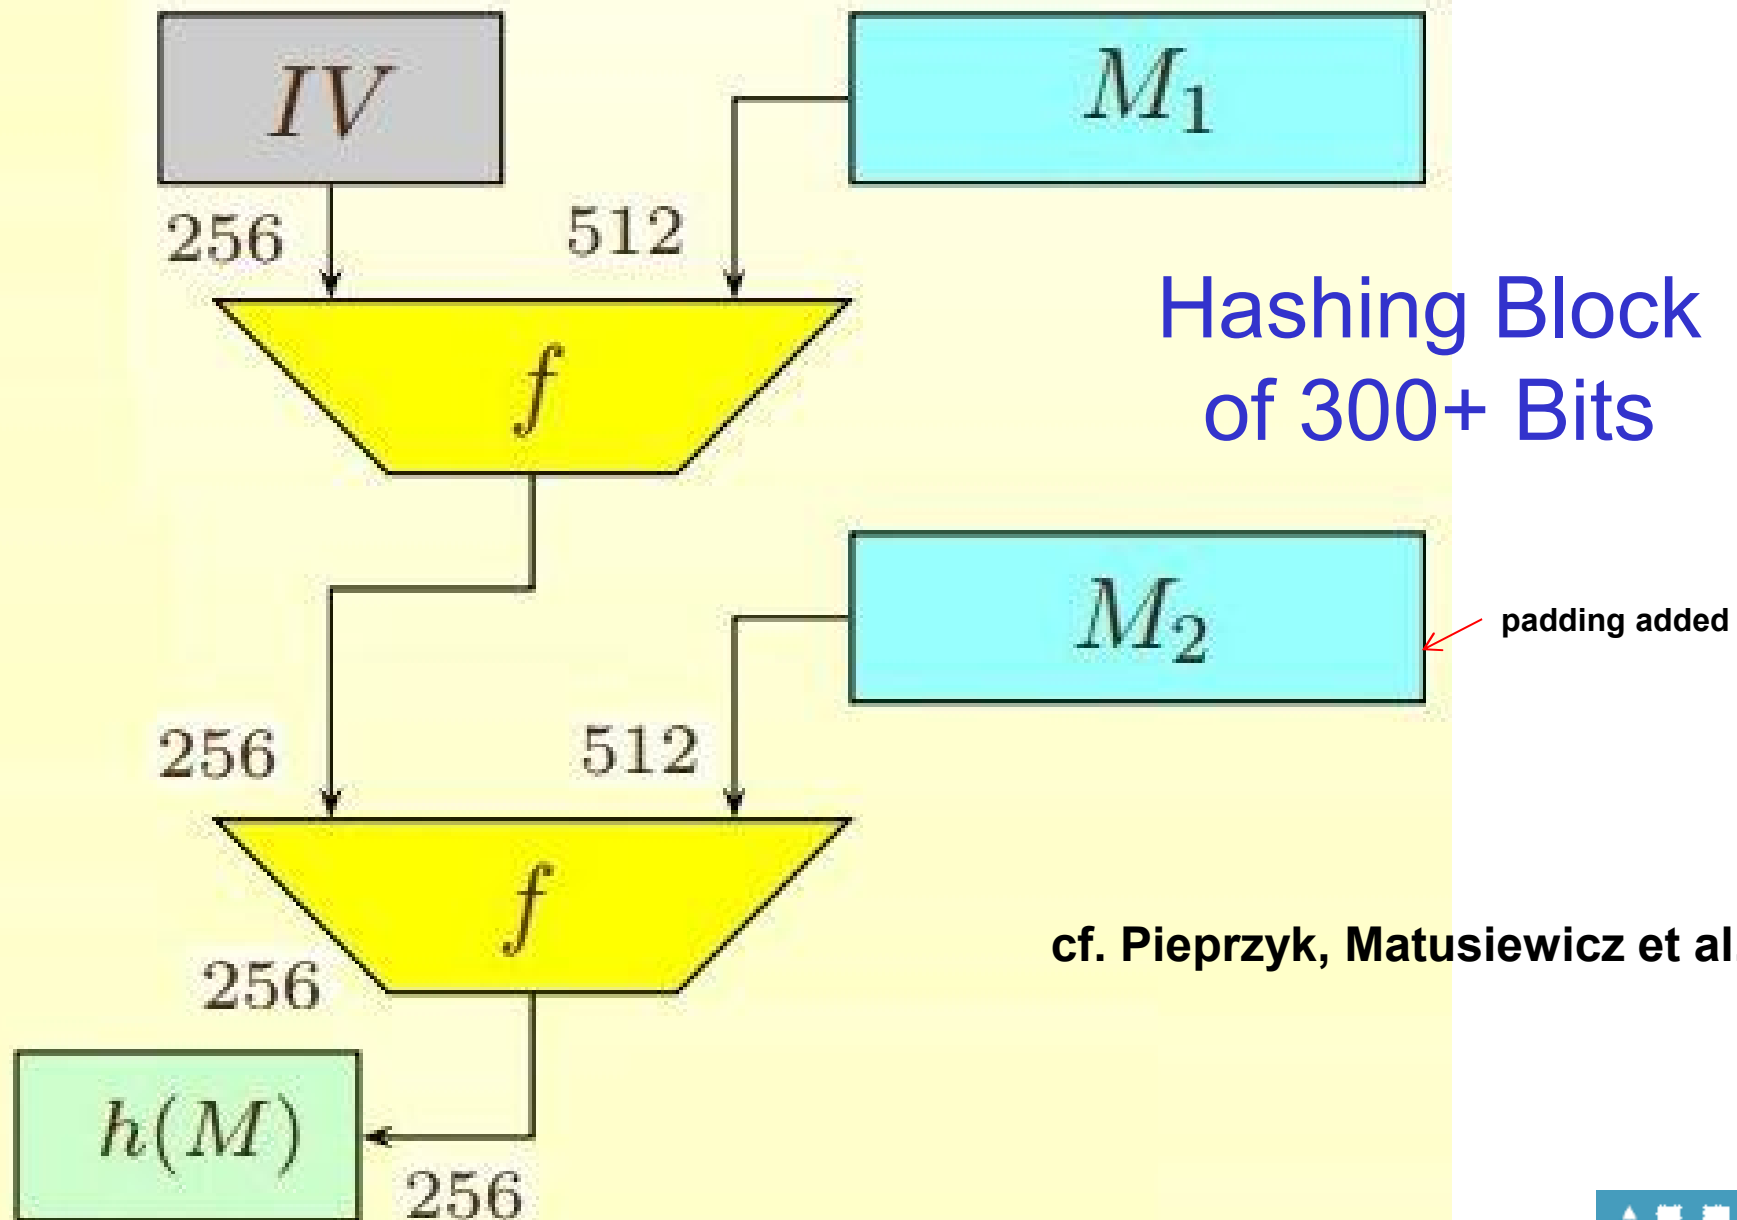 IV
M₁
256
512
f
Hashing Block
of 300+ Bits
M₂
padding added
256
512
f
cf. Pieprzyk, Matusiewicz et al.
256
h(M)
256